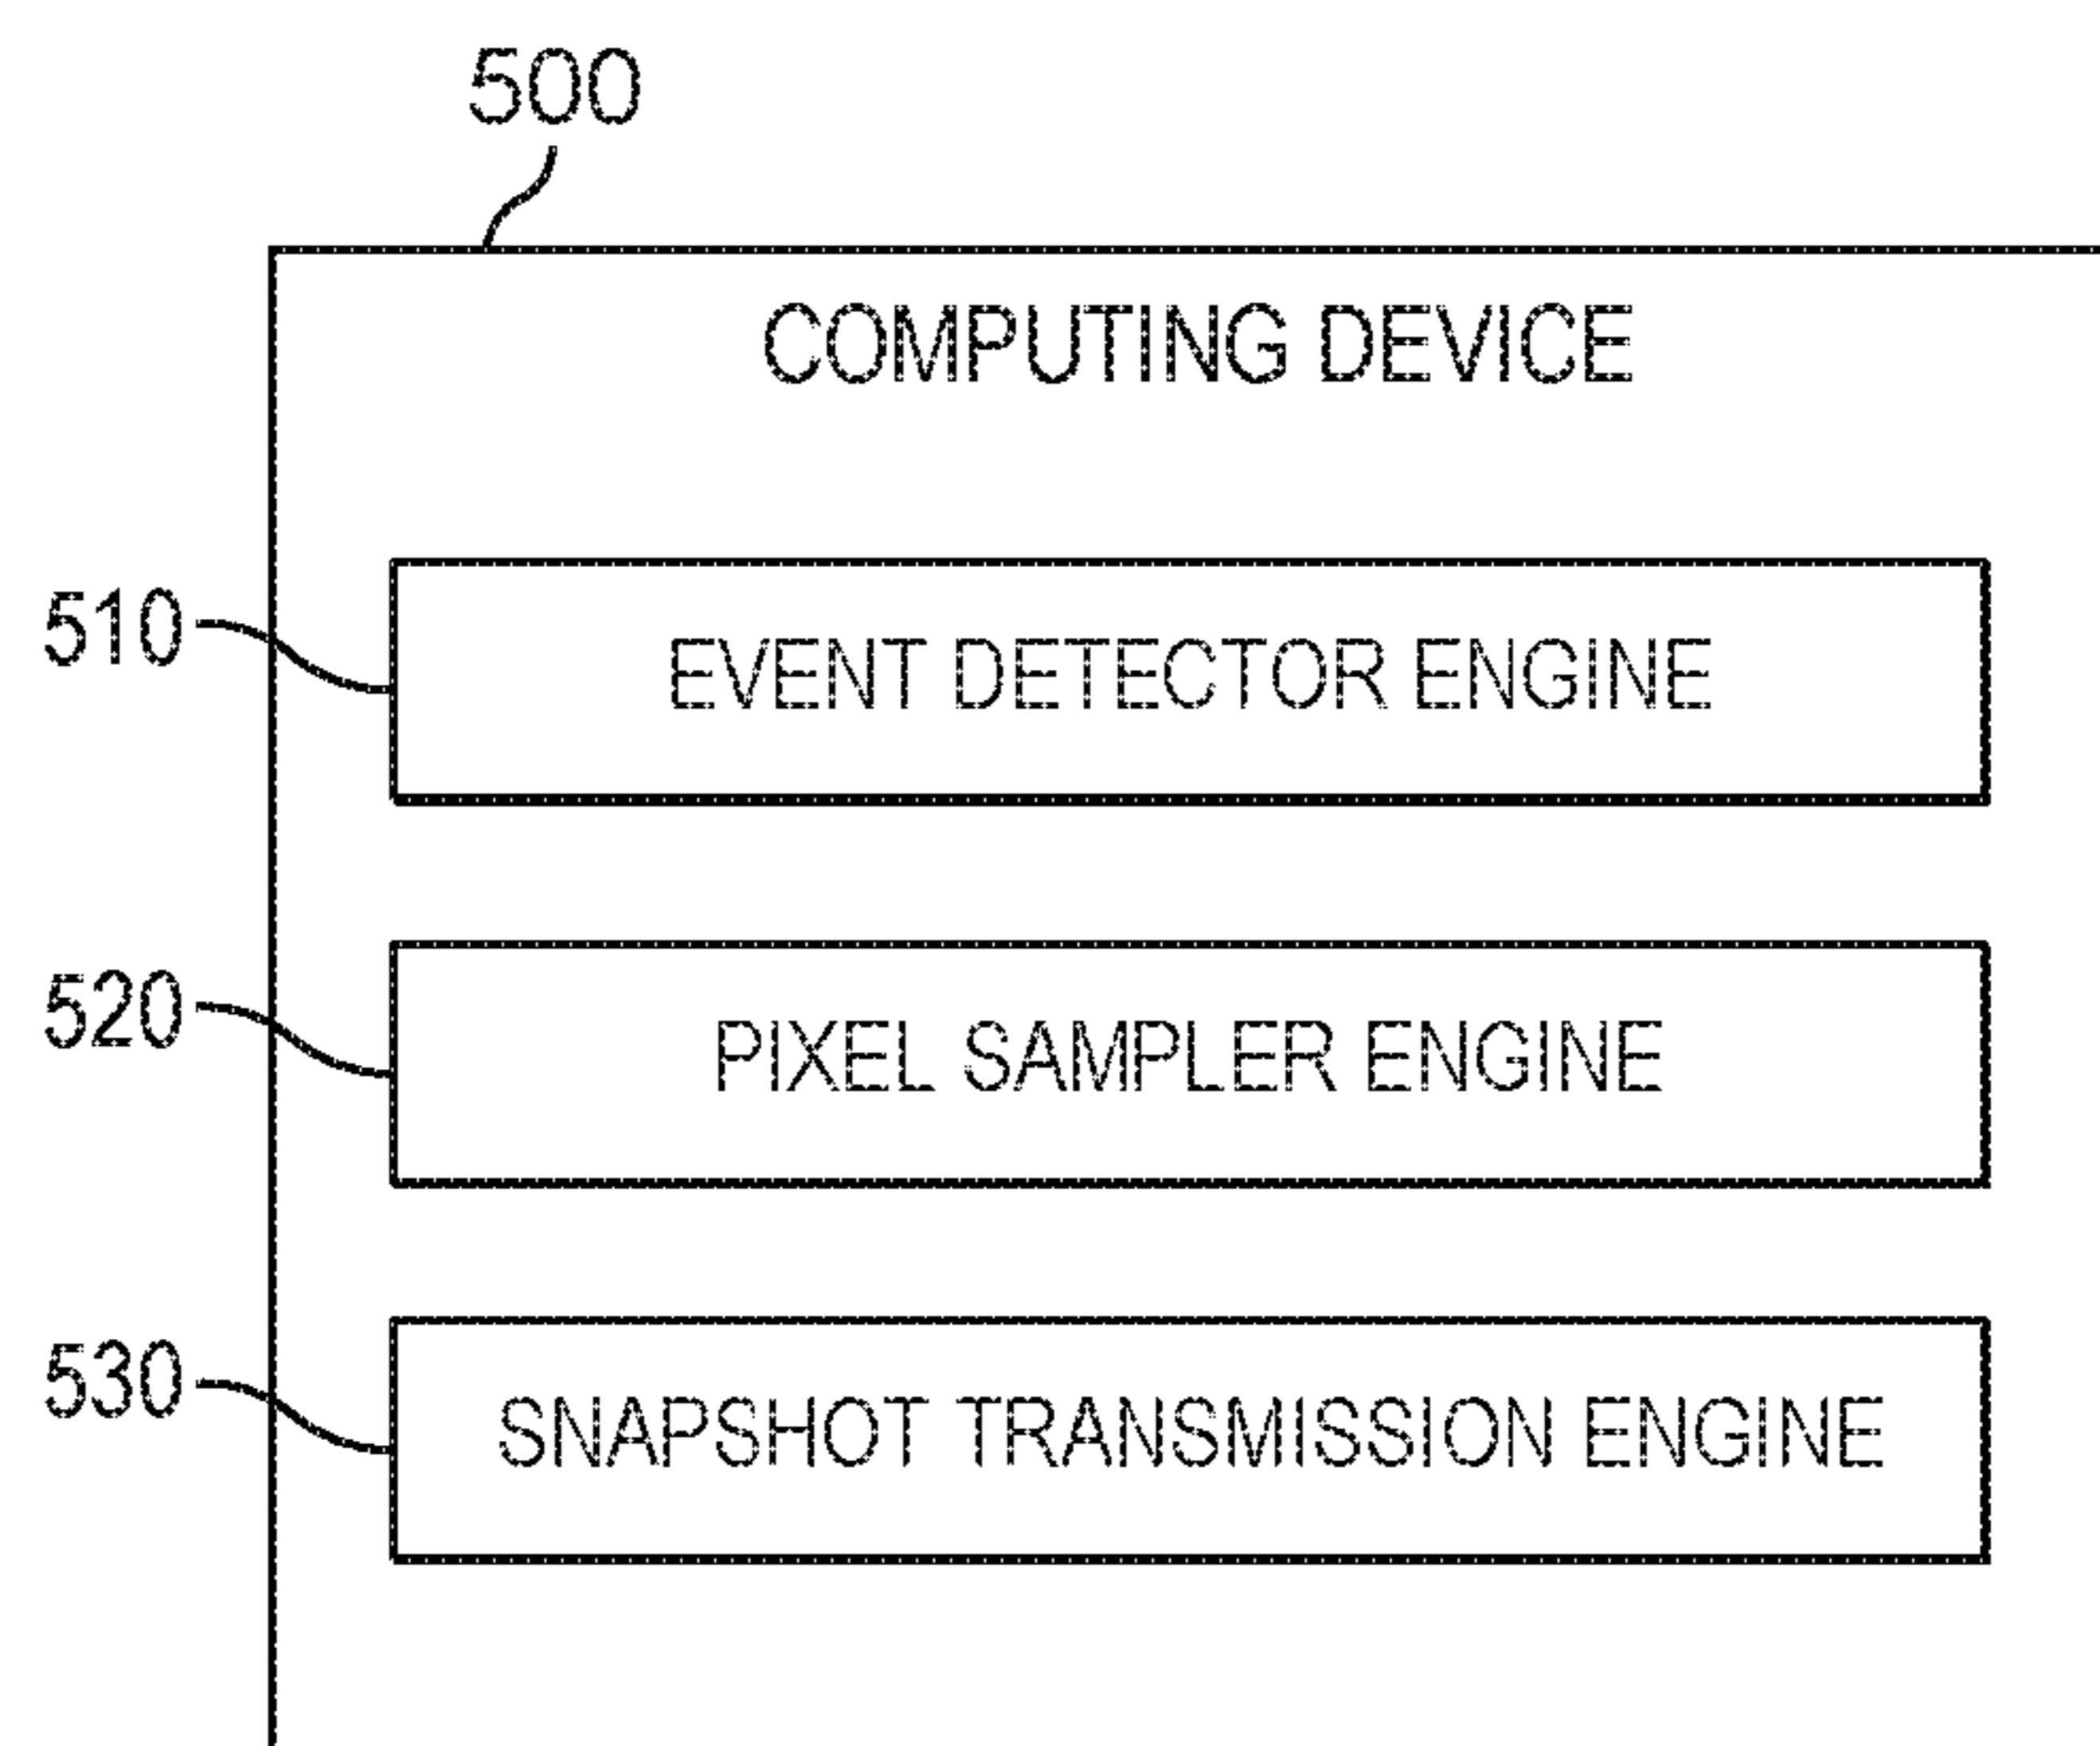 500
COMPUTING DEVICE
510
EVENT DETECTOR ENGINE
520
PIXEL SAMPLER ENGINE
530
SNAPSHOT TRANSMISSION ENGINE